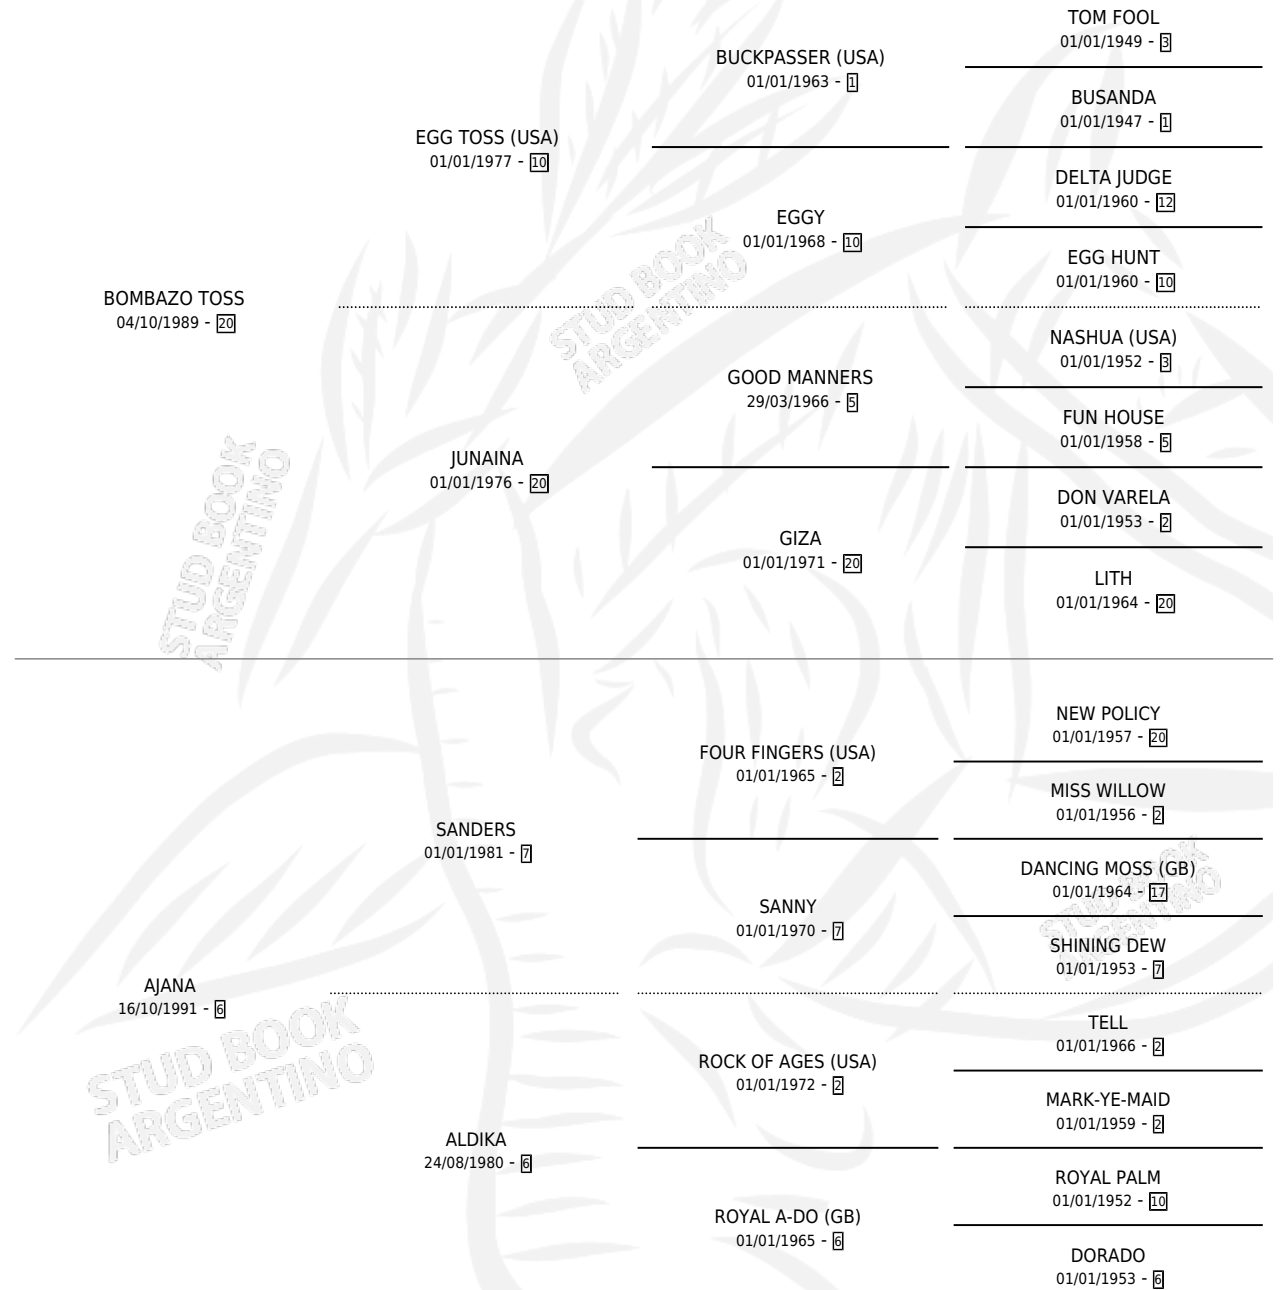 TOM FOOL
01/01/1949 - 3
BUCKPASSER (USA)
01/01/1963 - 1
BUSANDA
01/01/1947 - 1
EGG TOSS (USA)
01/01/1977 - 10
DELTA JUDGE
01/01/1960 - 12
EGGY
01/01/1968 - 10
EGG HUNT
01/01/1960 - 10
BOMBAZO TOSS
04/10/1989 - 20
STUD BOOK
ARGENTINO
NASHUA (USA)
01/01/1952 - 3
GOOD MANNERS
29/03/1966 - 5
FUN HOUSE
01/01/1958 - 5
JUNAINA
01/01/1976 - 20
DON VARELA
01/01/1953 - 2
GIZA
01/01/1971 - 20
LITH
01/01/1964 - 20
STUD BOOK
ARGENTINO
NEW POLICY
01/01/1957 - 20
FOUR FINGERS (USA)
01/01/1965 - 2
MISS WILLOW
01/01/1956 - 2
SANDERS
01/01/1981 - 7
DANCING MOSS (GB)
01/01/1964 - 17
SANNY
01/01/1970 - 7
SHINING DEW
01/01/1953 - 7
STUD BOOK
ARGENTINO
AJANA
16/10/1991 - 6
STUD BOOK
ARGENTINO
TELL
01/01/1966 - 2
ROCK OF AGES (USA)
01/01/1972 - 2
MARK-YE-MAID
01/01/1959 - 2
ALDIKA
24/08/1980 - 6
ROYAL PALM
01/01/1952 - 10
ROYAL A-DO (GB)
01/01/1965 - 6
DORADO
01/01/1953 - 6